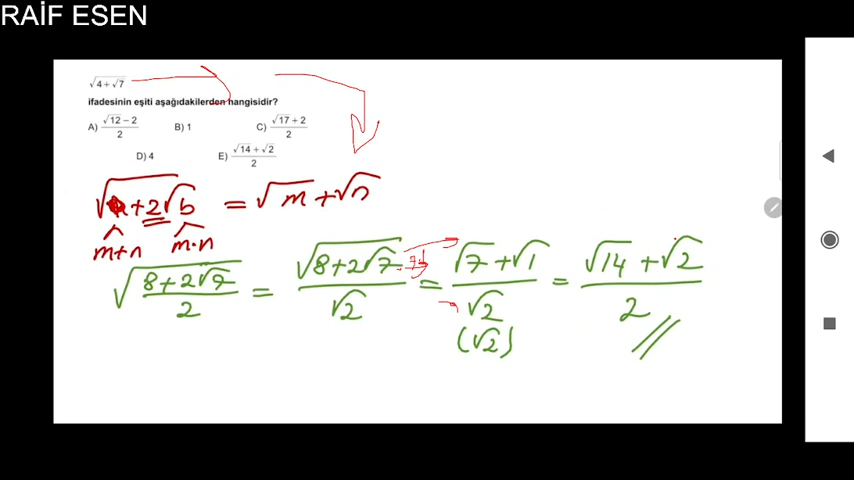 RAİF ESEN
√4+√7
ifadesinin eşiti aşağıdakilerden hangisidir?
A) √12 − 2 / 2 B) 1 C) √17 + 2 / 2
D) 4 E) √14 + √2 / 2
√a+2√b = √m+√n
m+n m.n
√8+2√7 / 2 = √8+2√7 / √2 = √7+√1 / √2 = √14+√2 / 2
(√2)